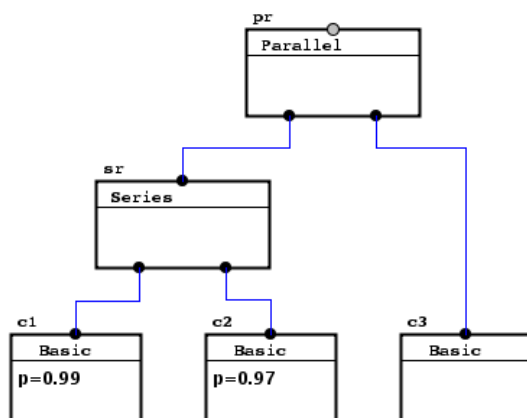 pr
Parallel
sr
Series
c1
Basic
p=0.99
c2
Basic
p=0.97
c3
Basic